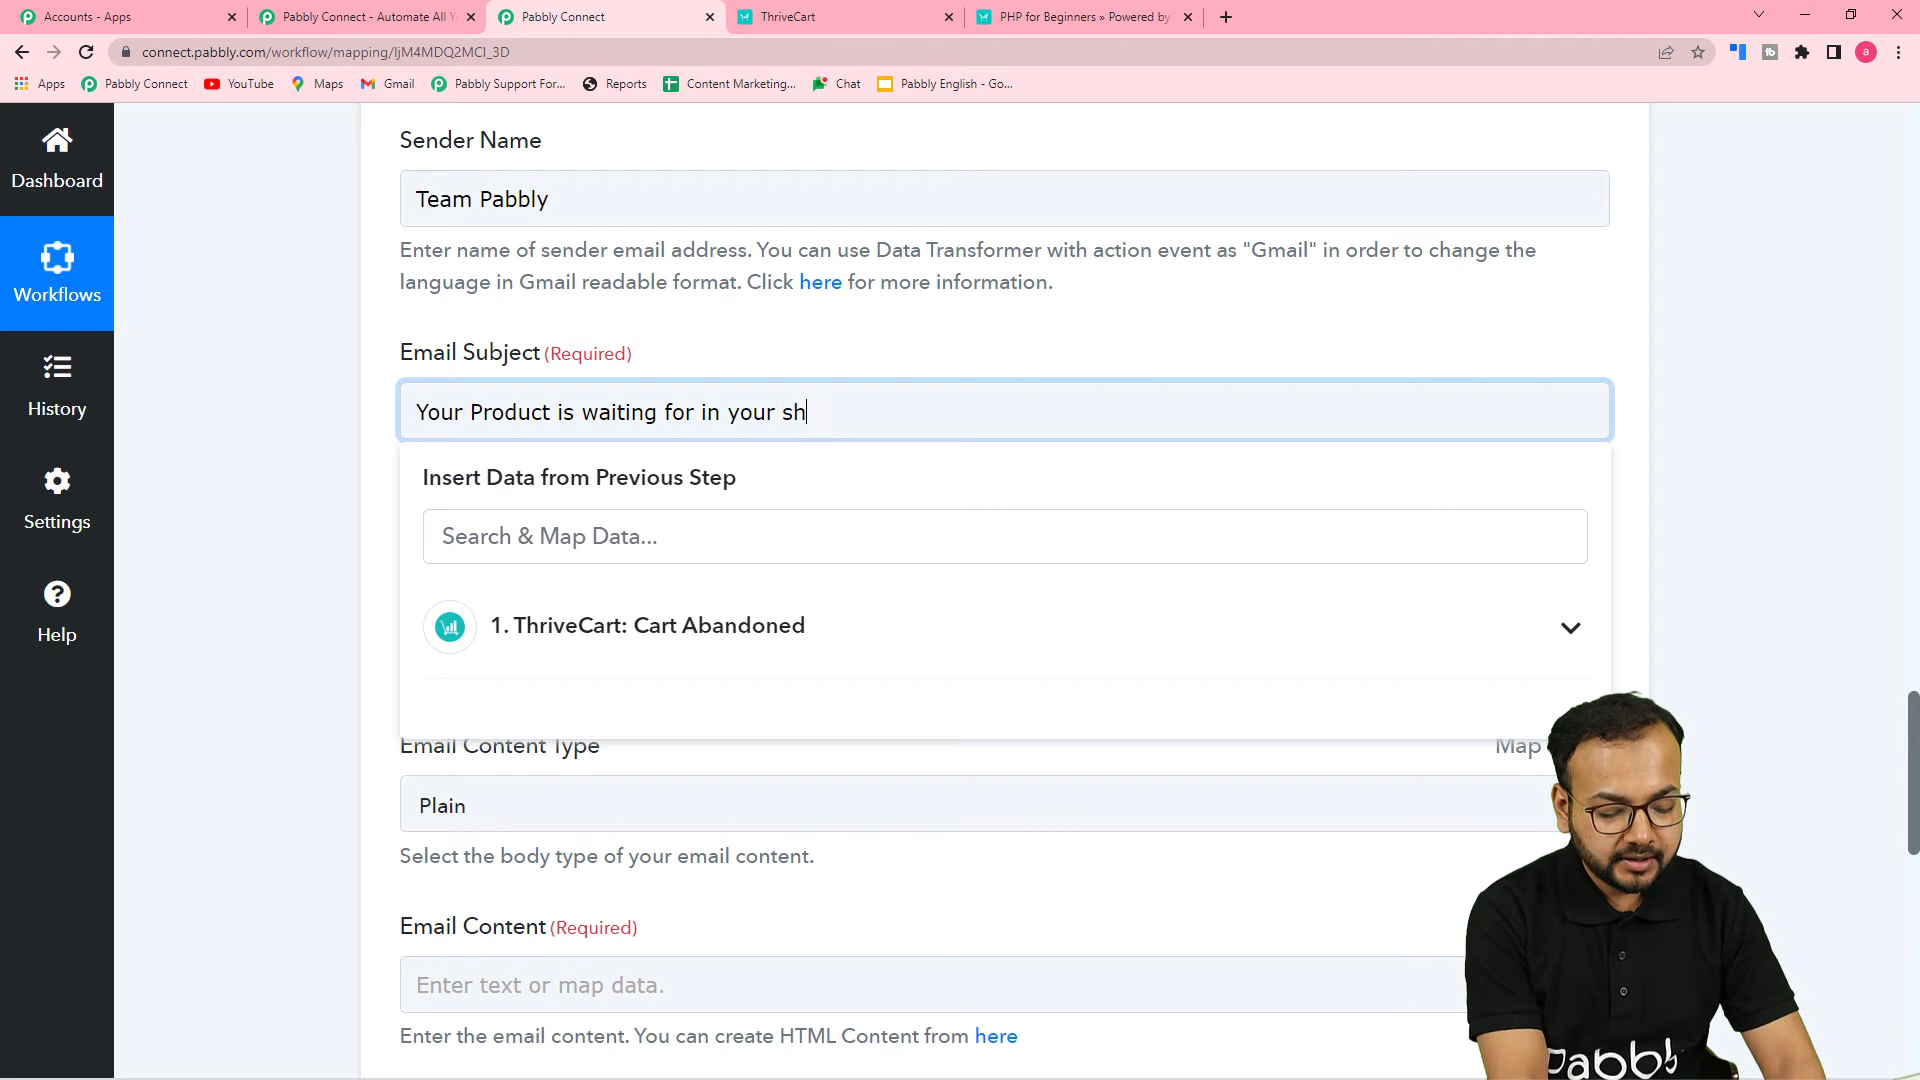 Accounts - Apps
Pabbly Connect - Automate All Y
Pabbly Connect
ThriveCart
PHP for Beginners » Powered by
connect.pabbly.com/workflow/mapping/IjM4MDQ2MCI_3D
Apps
Pabbly Connect
YouTube
Maps
Gmail
Pabbly Support For...
Reports
Content Marketing...
Chat
Pabbly English - Go...
Dashboard
Workflows
History
Settings
Help
Sender Name
Team Pabbly
Enter name of sender email address. You can use Data Transformer with action event as "Gmail" in order to change the
language in Gmail readable format. Click here for more information.
Email Subject (Required)
Your Product is waiting for in your sh
Insert Data from Previous Step
Search & Map Data...
1. ThriveCart: Cart Abandoned
Email Content Type
Map
Plain
Select the body type of your email content.
Email Content (Required)
Enter text or map data.
Enter the email content. You can create HTML Content from here
Pabbly